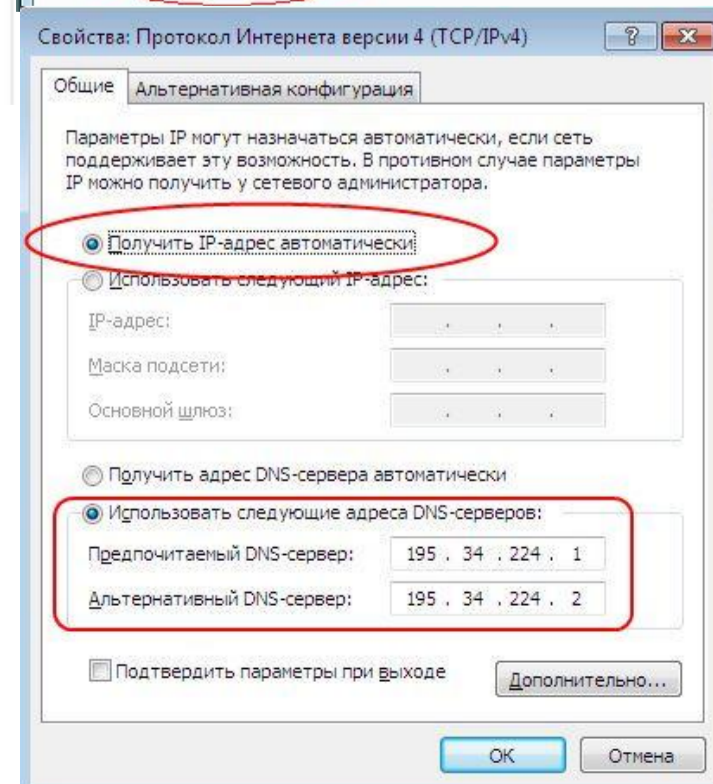 Свойства: Протокол Интернета версии 4 (TCP/IPv4)
Общие
Альтернативная конфигурация
Параметры IP могут назначаться автоматически, если сеть
поддерживает эту возможность. В противном случае параметры
IP можно получить у сетевого администратора.
Получить IP-адрес автоматически
Использовать следующий IP-адрес:
IP-адрес: . . .
Маска подсети: . . .
Основной шлюз: . . .
Получить адрес DNS-сервера автоматически
Использовать следующие адреса DNS-серверов:
Предпочитаемый DNS-сервер: 195 . 34 . 224 . 1
Альтернативный DNS-сервер: 195 . 34 . 224 . 2
Подтвердить параметры при выходе
Дополнительно...
ОК
Отмена